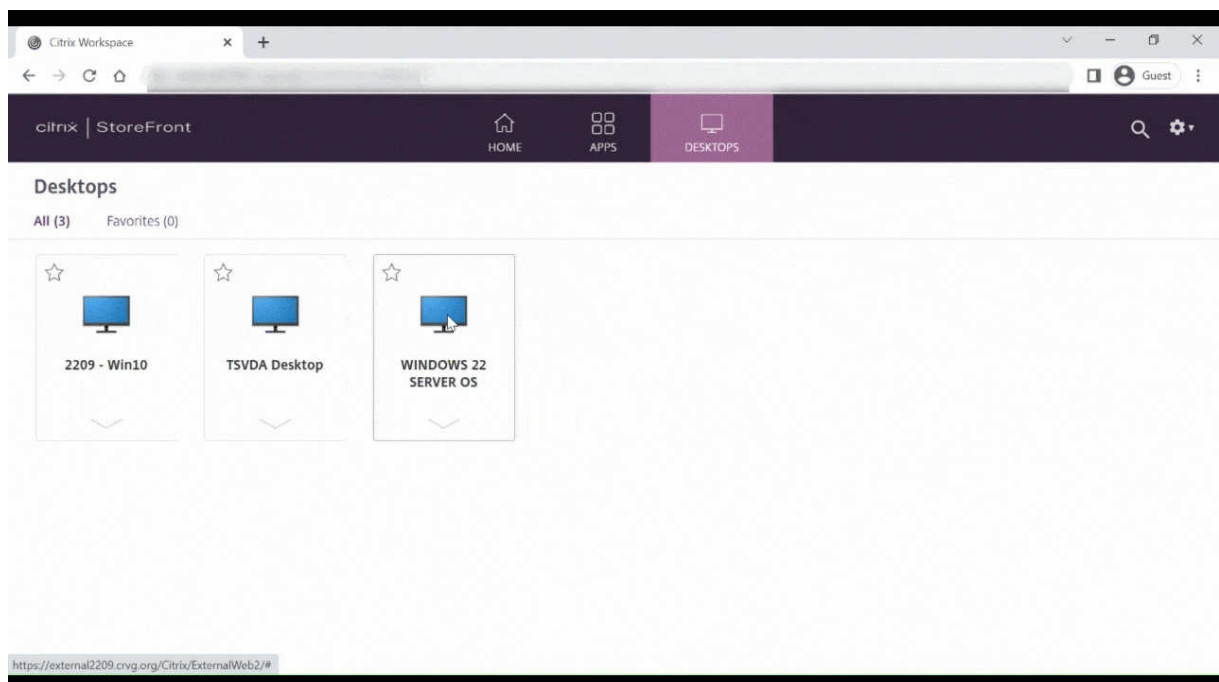 Citrix Workspace
Guest
citrix | StoreFront
HOME
APPS
DESKTOPS
Desktops
All (3) Favorites (0)
2209 - Win10
TSVDA Desktop
WINDOWS 22
SERVER OS
https://external2209.crvg.org/Citrix/ExternalWeb2/#